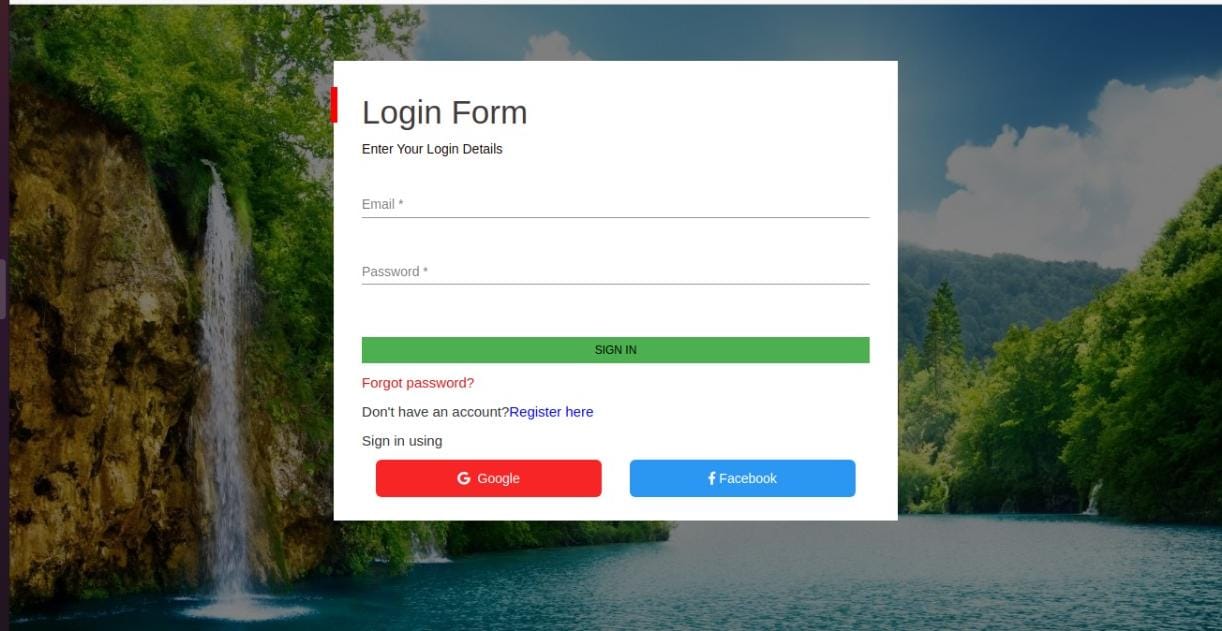 Login Form
Enter Your Login Details
Email *
Password *
SIGN IN
Forgot password?
Don't have an account?Register here
Sign in using
Google
Facebook